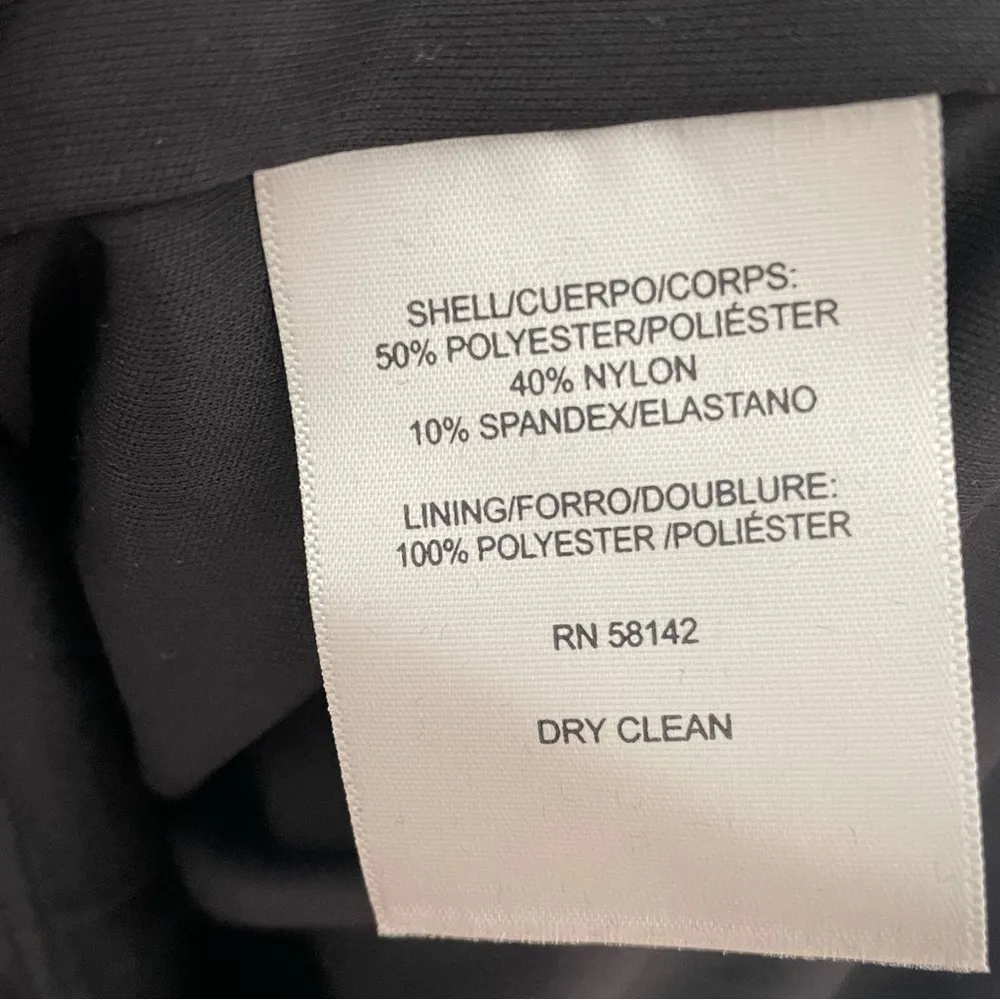 SHELL/CUERPO/CORPS:
50% POLYESTER/POLIÉSTER
40% NYLON
10% SPANDEX/ELASTANO
LINING/FORRO/DOUBLURE:
100% POLYESTER /POLIÉSTER
RN 58142
DRY CLEAN